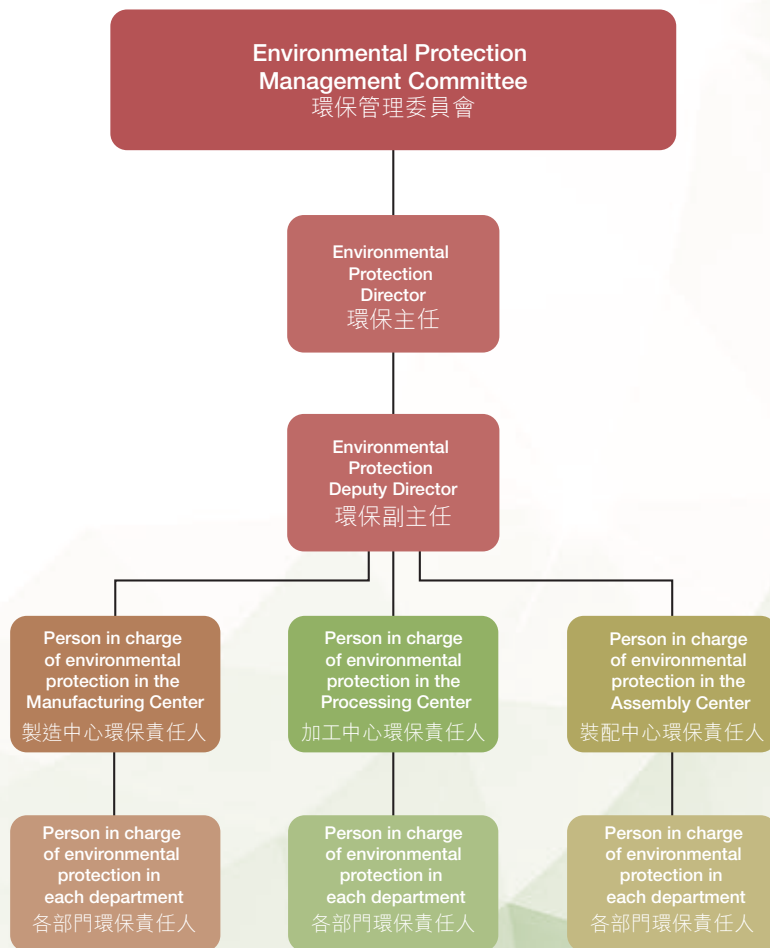 Environmental Protection
Management Committee
環保管理委員會
Environmental
Protection
Director
環保主任
Environmental
Protection
Deputy Director
環保副主任
Person in charge
of environmental
protection in the
Manufacturing Center
製造中心環保責任人
Person in charge
of environmental
protection in the
Processing Center
加工中心環保責任人
Person in charge
of environmental
protection in the
Assembly Center
裝配中心環保責任人
Person in charge
of environmental
protection in
each department
各部門環保責任人
Person in charge
of environmental
protection in
each department
各部門環保責任人
Person in charge
of environmental
protection in
each department
各部門環保責任人